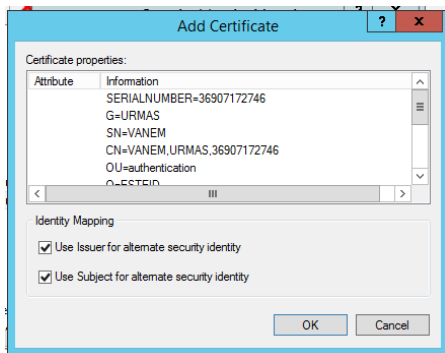 Add Certificate
? x
Certificate properties:
Attribute Information
SERIALNUMBER=36907172746
G=URMAS
SN=VANEM
CN=VANEM,URMAS,36907172746
OU=authentication
O=ESTEID
Identity Mapping
Use Issuer for alternate security identity
Use Subject for alternate security identity
OK Cancel